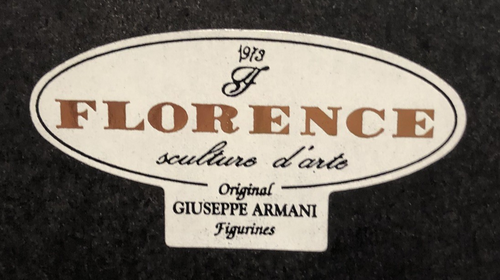 1973
F
FLORENCE
sculture d'arte
Original
GIUSEPPE ARMANI
Figurines